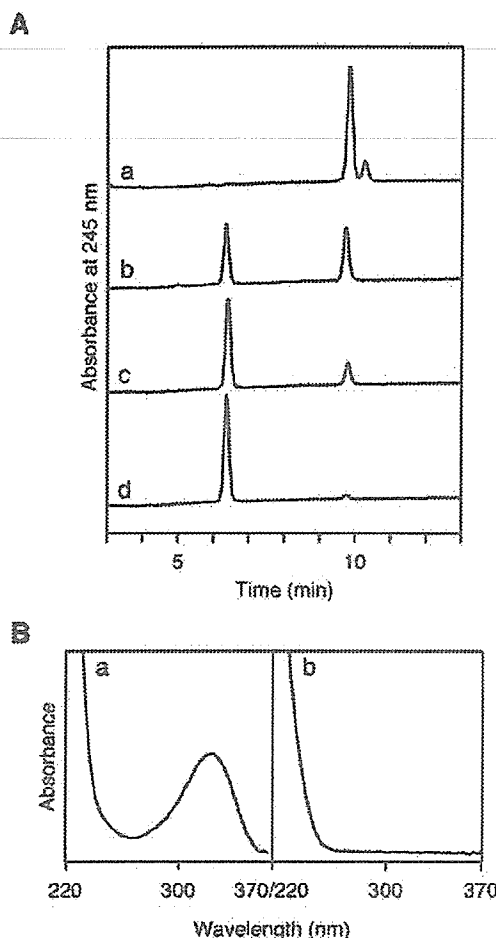 A
Absorbance at 245 nm
a
b
c
d
5 10
Time (min)
B
Absorbance
a b
220 300 370/220 300 370
Wavelength (nm)